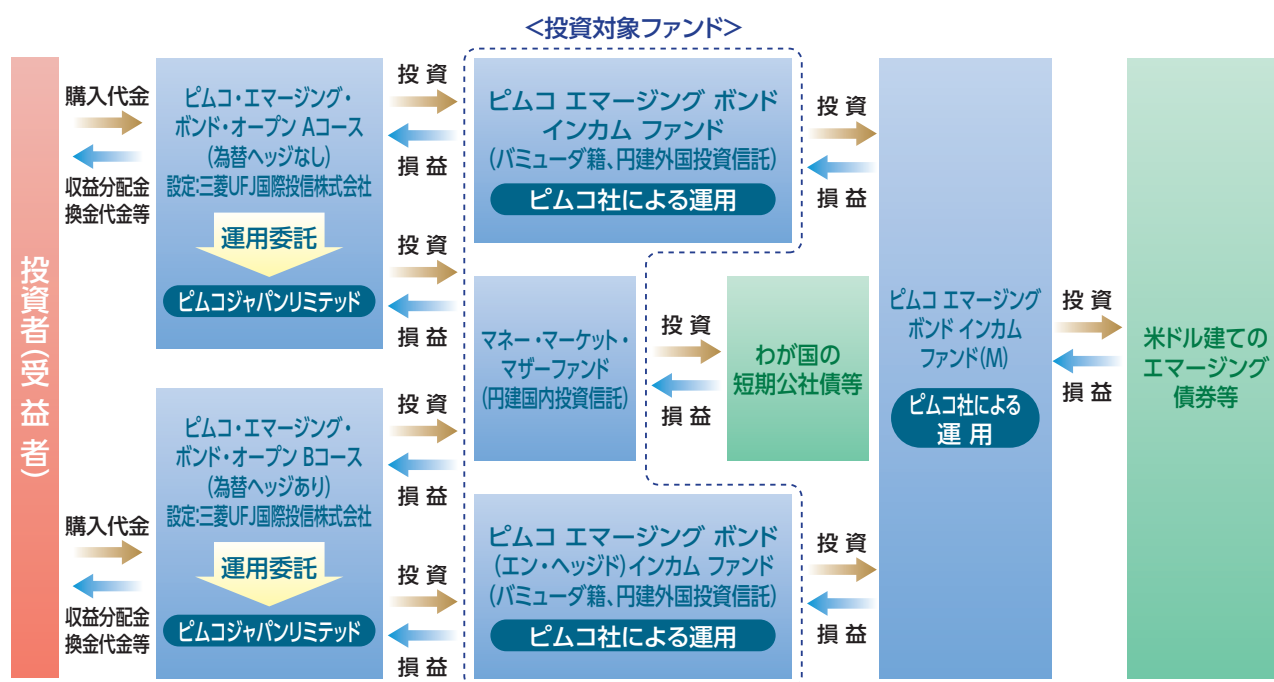 ＜投資対象ファンド＞
投資者(受益者)
購入代金
収益分配金
換金代金等
ピムコ・エマージング・
ボンド・オープン Aコース
(為替ヘッジなし)
設定:三菱UFJ国際投信株式会社
運用委託
ピムコジャパンリミテッド
投 資
損 益
投 資
損 益
ピムコ エマージング ボンド
インカム ファンド
(バミューダ籍、円建外国投資信託)
ピムコ社による運用
投 資
損 益
マネー・マーケット・
マザーファンド
(円建国内投資信託)
投 資
損 益
わが国の
短期公社債等
購入代金
収益分配金
換金代金等
ピムコ・エマージング・
ボンド・オープン Bコース
(為替ヘッジあり)
設定:三菱UFJ国際投信株式会社
運用委託
ピムコジャパンリミテッド
投 資
損 益
投 資
損 益
ピムコ エマージング ボンド
(エン・ヘッジド)インカム ファンド
(バミューダ籍、円建外国投資信託)
ピムコ社による運用
投 資
損 益
ピムコ エマージング
ボンド インカム
ファンド(M)
ピムコ社による
運 用
投 資
損 益
米ドル建ての
エマージング
債券等